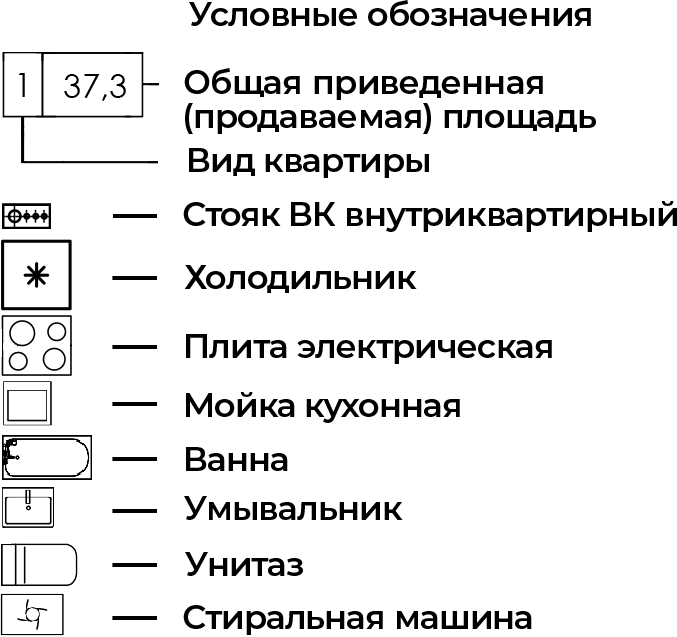 Условные обозначения
1 37,3
Общая приведенная
(продаваемая) площадь
Вид квартиры
Стояк ВК внутриквартирный
Холодильник
Плита электрическая
Мойка кухонная
Ванна
Умывальник
Унитаз
Стиральная машина